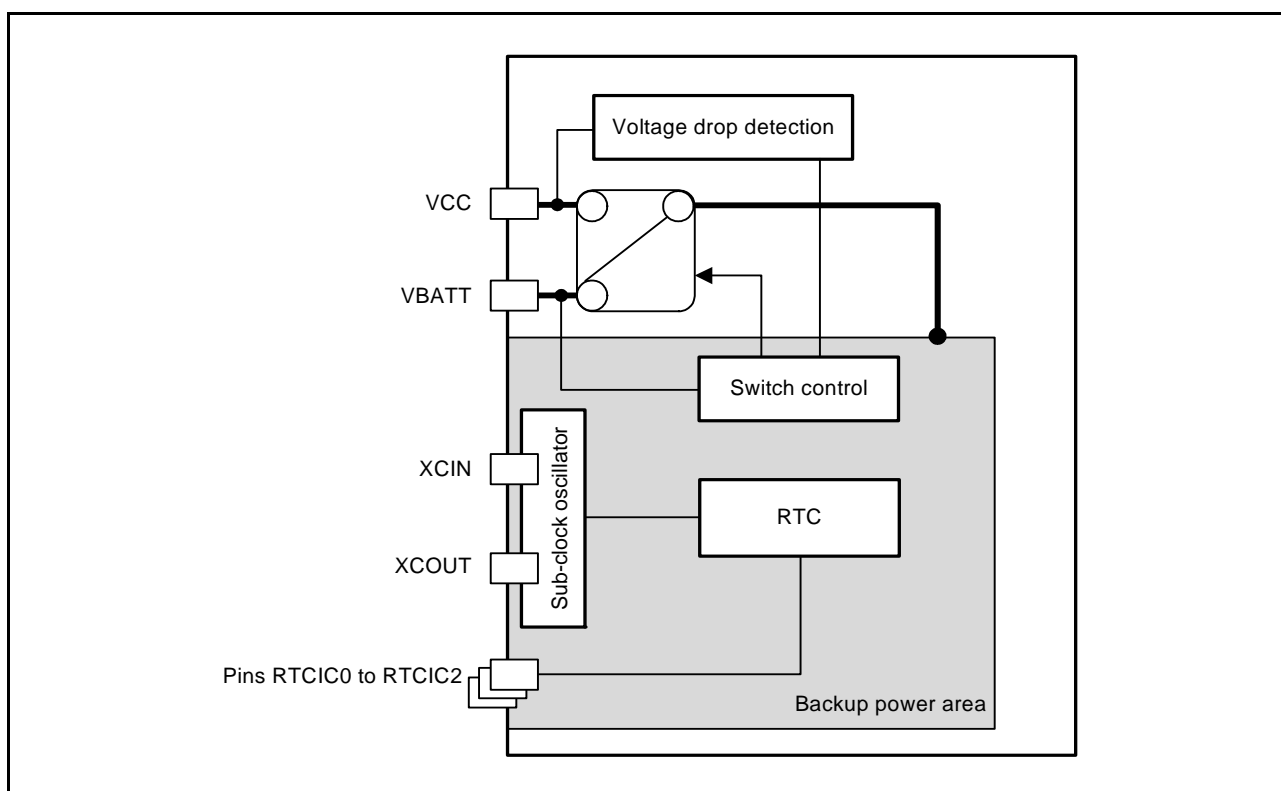 Voltage drop detection
VCC
VBATT
Switch control
XCIN
Sub-clock oscillator
RTC
XCOUT
Pins RTCIC0 to RTCIC2
Backup power area